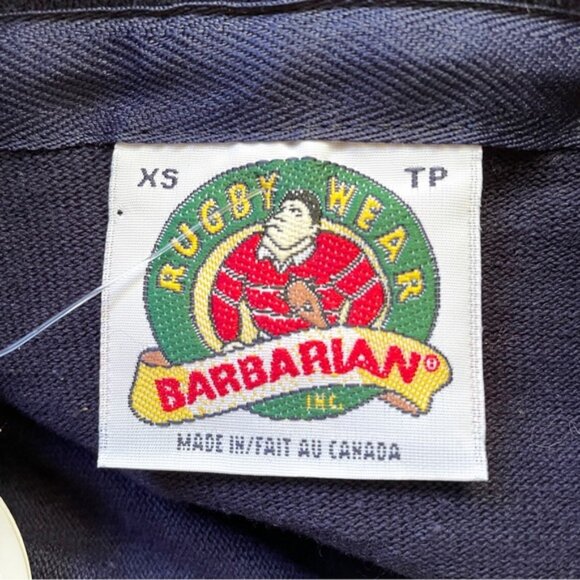 XS TP
RUGBY WEAR
BARBARIAN®
INC.
MADE IN/FAIT AU CANADA